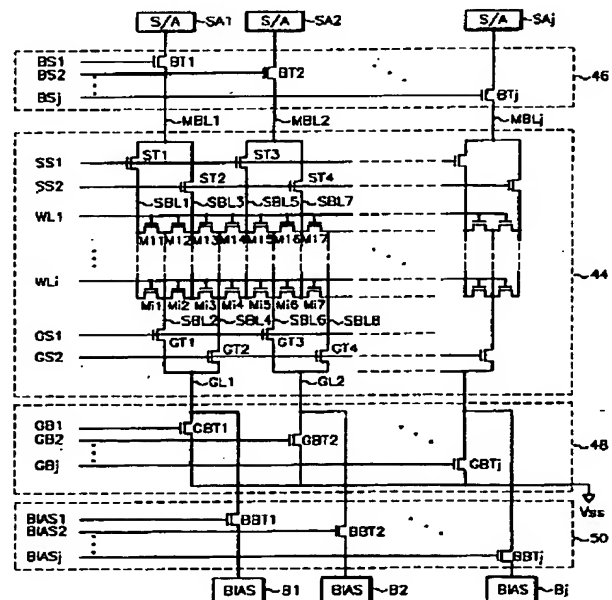 S/A SA1 S/A SA2 S/A SAj
BS1 BT1
BS2 BT2
BSj BTj 46
MBL1 MBL2 MBLj
SS1 ST1 ST3
SS2 ST2 ST4
SBL1 SBL3 SBL5 SBL7
WL1
M11 M12 M13 M14 M15 M16 M17
44
WLi
Mi1 Mi2 Mi3 Mi4 Mi5 Mi6 Mi7
SBL2 SBL4 SBL6 SBL8
GS1 GT1 GT3
GS2 GT2 GT4
GL1 GL2
GB1 GBT1
GB2 GBT2 48
GBj GBTj
Vss
BIAS1 BBT1
BIAS2 BBT2 50
BIASj BBTj
BIAS B1 BIAS B2 BIAS Bj